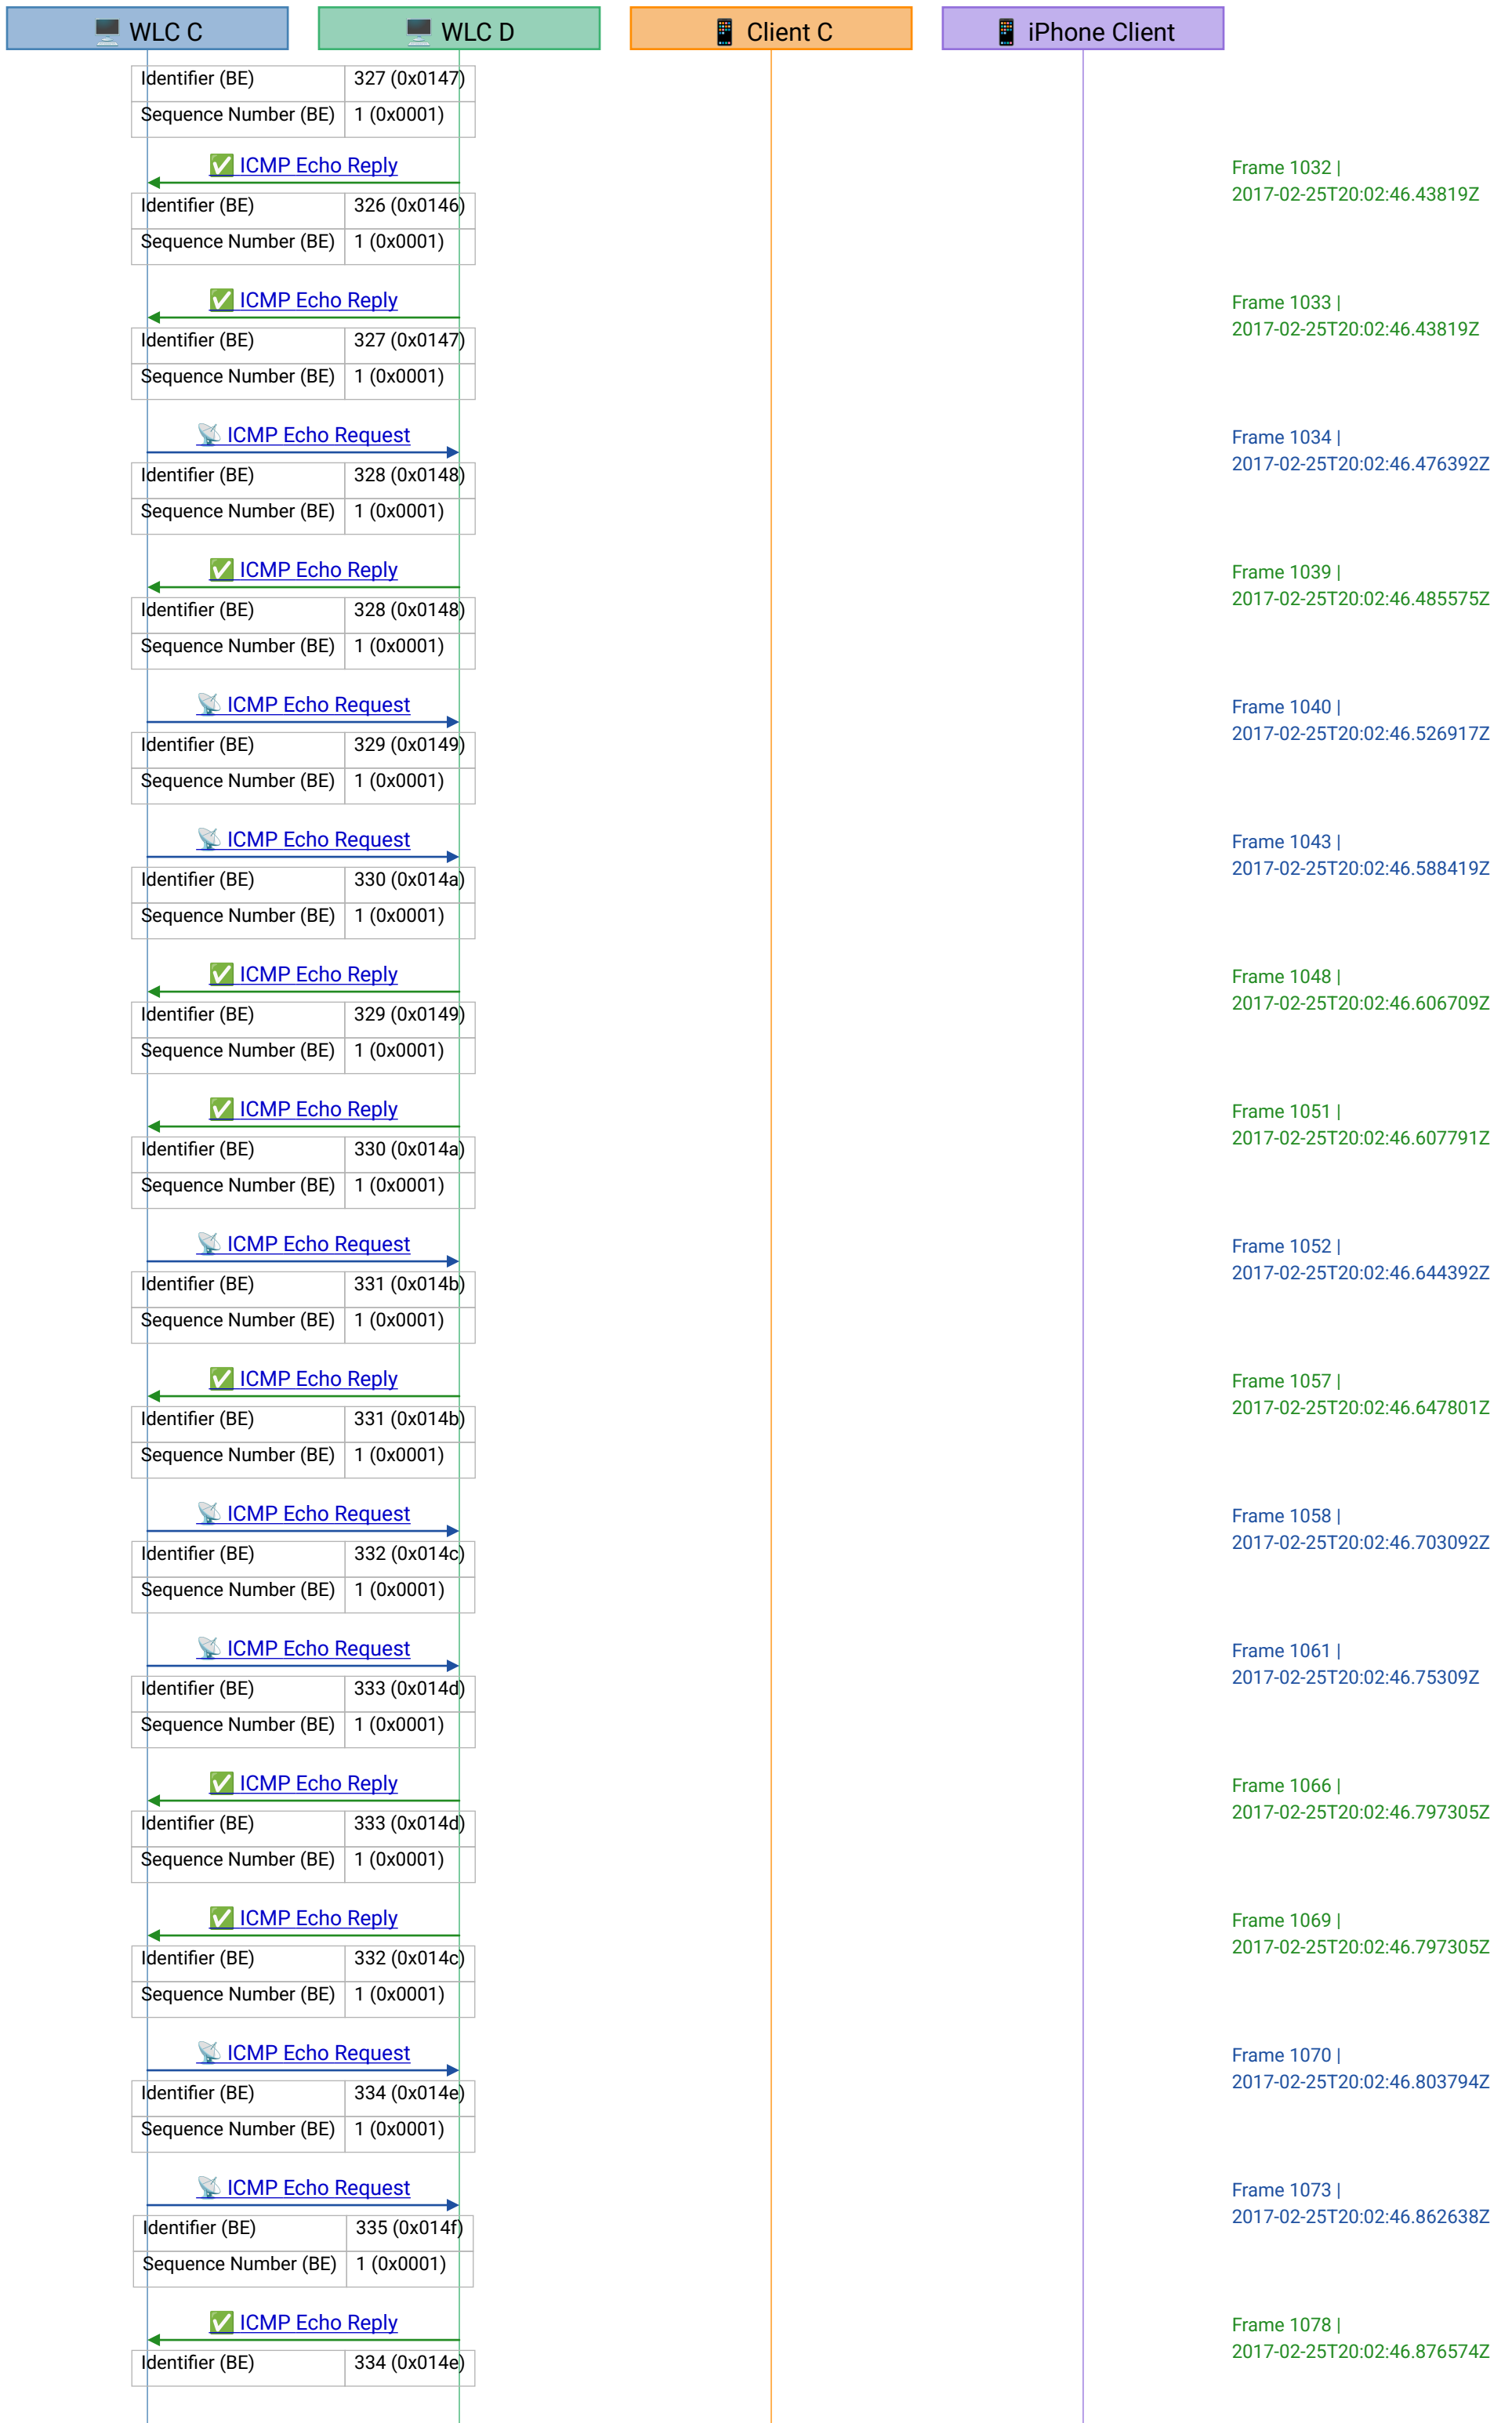 🖥️ WLC C 🖥️ WLC D 📱 Client C 📱 iPhone Client
Identifier (BE) 327 (0x0147)
Sequence Number (BE) 1 (0x0001)
✅ ICMP Echo Reply
Frame 1032 |
2017-02-25T20:02:46.43819Z
Identifier (BE) 326 (0x0146)
Sequence Number (BE) 1 (0x0001)
✅ ICMP Echo Reply
Frame 1033 |
2017-02-25T20:02:46.43819Z
Identifier (BE) 327 (0x0147)
Sequence Number (BE) 1 (0x0001)
📡 ICMP Echo Request
Frame 1034 |
2017-02-25T20:02:46.476392Z
Identifier (BE) 328 (0x0148)
Sequence Number (BE) 1 (0x0001)
✅ ICMP Echo Reply
Frame 1039 |
2017-02-25T20:02:46.485575Z
Identifier (BE) 328 (0x0148)
Sequence Number (BE) 1 (0x0001)
📡 ICMP Echo Request
Frame 1040 |
2017-02-25T20:02:46.526917Z
Identifier (BE) 329 (0x0149)
Sequence Number (BE) 1 (0x0001)
📡 ICMP Echo Request
Frame 1043 |
2017-02-25T20:02:46.588419Z
Identifier (BE) 330 (0x014a)
Sequence Number (BE) 1 (0x0001)
✅ ICMP Echo Reply
Frame 1048 |
2017-02-25T20:02:46.606709Z
Identifier (BE) 329 (0x0149)
Sequence Number (BE) 1 (0x0001)
✅ ICMP Echo Reply
Frame 1051 |
2017-02-25T20:02:46.607791Z
Identifier (BE) 330 (0x014a)
Sequence Number (BE) 1 (0x0001)
📡 ICMP Echo Request
Frame 1052 |
2017-02-25T20:02:46.644392Z
Identifier (BE) 331 (0x014b)
Sequence Number (BE) 1 (0x0001)
✅ ICMP Echo Reply
Frame 1057 |
2017-02-25T20:02:46.647801Z
Identifier (BE) 331 (0x014b)
Sequence Number (BE) 1 (0x0001)
📡 ICMP Echo Request
Frame 1058 |
2017-02-25T20:02:46.703092Z
Identifier (BE) 332 (0x014c)
Sequence Number (BE) 1 (0x0001)
📡 ICMP Echo Request
Frame 1061 |
2017-02-25T20:02:46.75309Z
Identifier (BE) 333 (0x014d)
Sequence Number (BE) 1 (0x0001)
✅ ICMP Echo Reply
Frame 1066 |
2017-02-25T20:02:46.797305Z
Identifier (BE) 333 (0x014d)
Sequence Number (BE) 1 (0x0001)
✅ ICMP Echo Reply
Frame 1069 |
2017-02-25T20:02:46.797305Z
Identifier (BE) 332 (0x014c)
Sequence Number (BE) 1 (0x0001)
📡 ICMP Echo Request
Frame 1070 |
2017-02-25T20:02:46.803794Z
Identifier (BE) 334 (0x014e)
Sequence Number (BE) 1 (0x0001)
📡 ICMP Echo Request
Frame 1073 |
2017-02-25T20:02:46.862638Z
Identifier (BE) 335 (0x014f)
Sequence Number (BE) 1 (0x0001)
✅ ICMP Echo Reply
Frame 1078 |
2017-02-25T20:02:46.876574Z
Identifier (BE) 334 (0x014e)